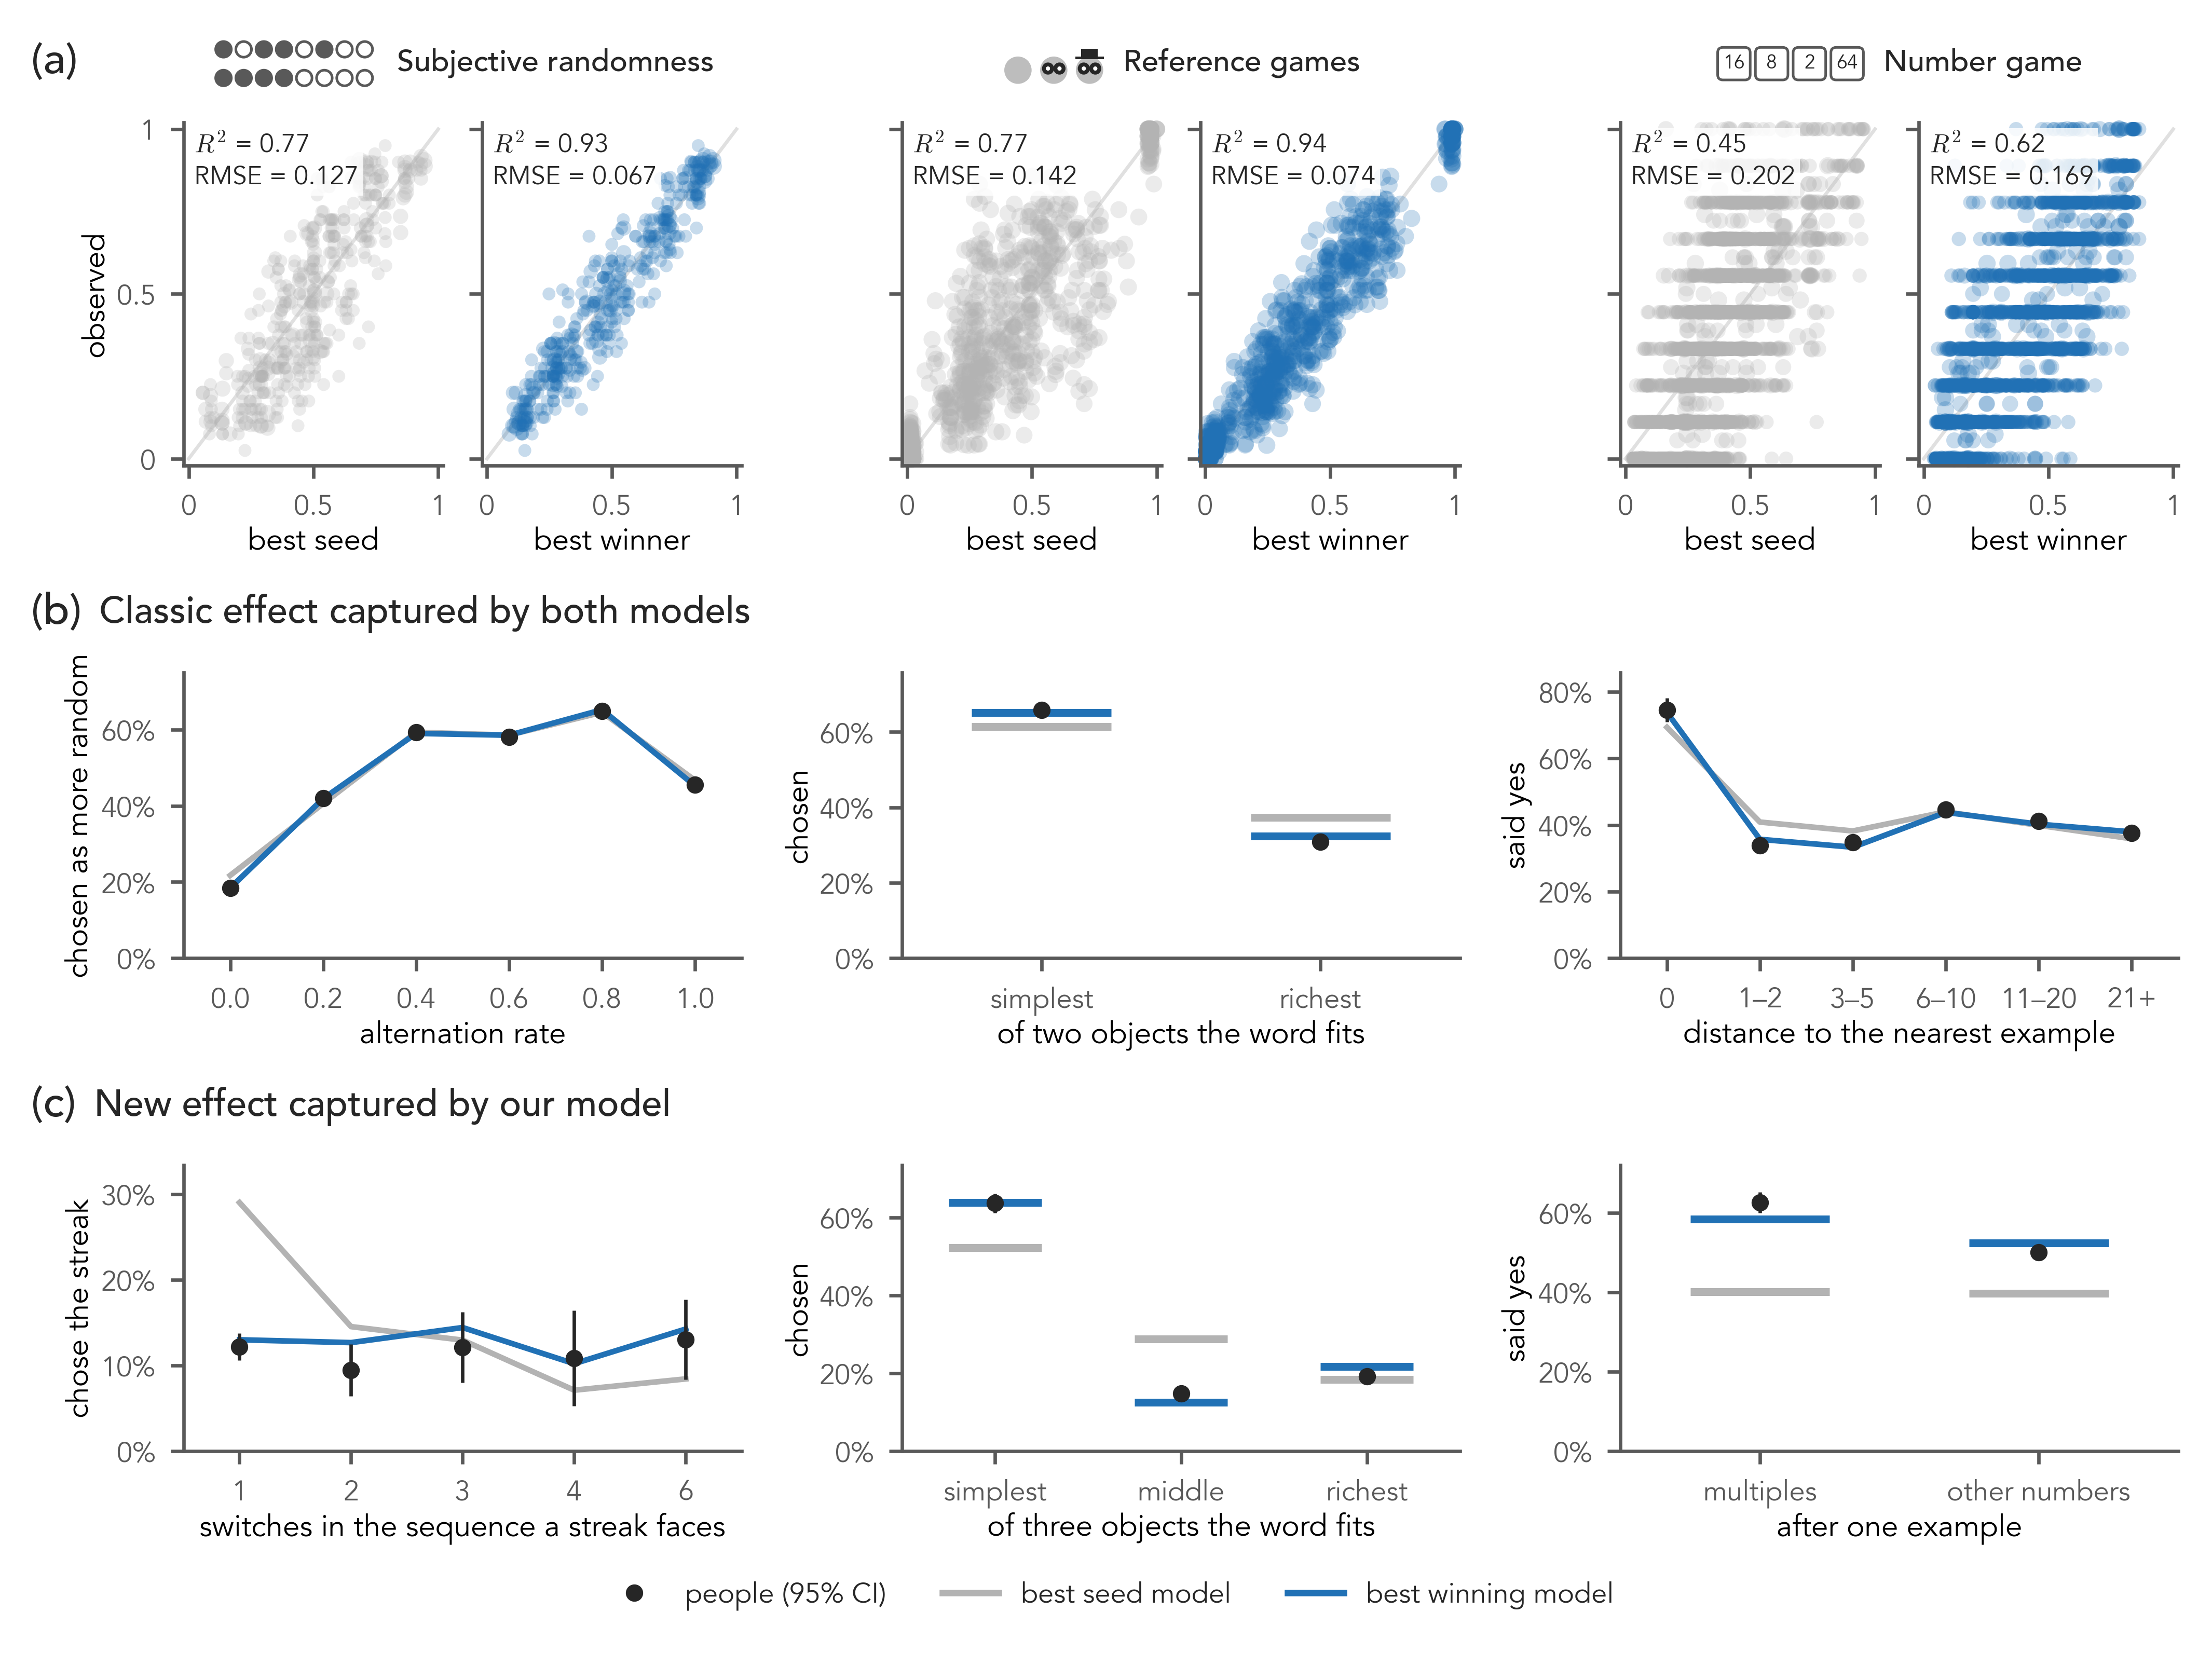 (a)
Subjective randomness
Reference games
16 8 2 64
Number game
R² = 0.77
RMSE = 0.127
R² = 0.93
RMSE = 0.067
R² = 0.77
RMSE = 0.142
R² = 0.94
RMSE = 0.074
R² = 0.45
RMSE = 0.202
R² = 0.62
RMSE = 0.169
observed
1
0.5
0
0 0.5 1
0 0.5 1
0 0.5 1
0 0.5 1
0 0.5 1
0 0.5 1
best seed
best winner
best seed
best winner
best seed
best winner
(b) Classic effect captured by both models
chosen as more random
60%
40%
20%
0%
0.0 0.2 0.4 0.6 0.8 1.0
alternation rate
chosen
60%
40%
20%
0%
simplest richest
of two objects the word fits
said yes
80%
60%
40%
20%
0%
0 1–2 3–5 6–10 11–20 21+
distance to the nearest example
(c) New effect captured by our model
chose the streak
30%
20%
10%
0%
1 2 3 4 6
switches in the sequence a streak faces
chosen
60%
40%
20%
0%
simplest middle richest
of three objects the word fits
said yes
60%
40%
20%
0%
multiples other numbers
after one example
people (95% CI)
best seed model
best winning model